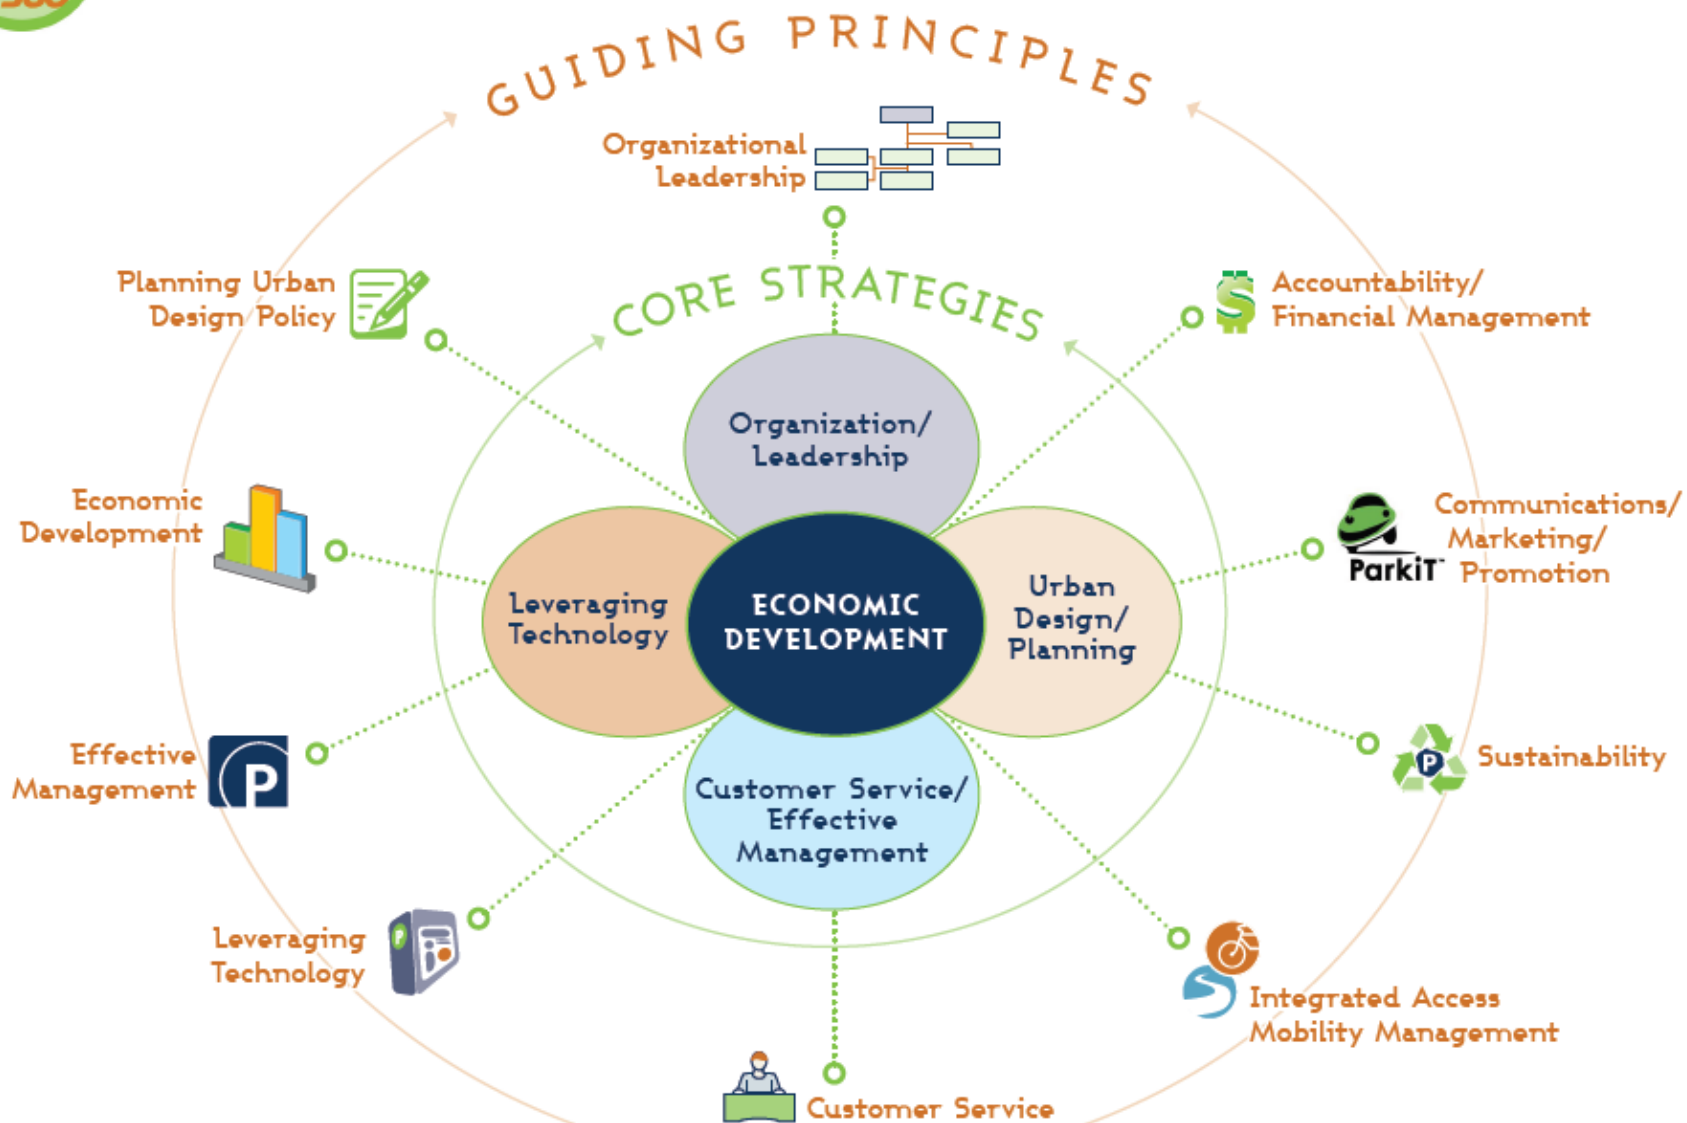 GUIDING PRINCIPLES
Organizational
Leadership
Planning Urban
Design Policy
CORE STRATEGIES
Accountability/
Financial Management
Organization/
Leadership
Economic
Development
Communications/
Marketing/
Promotion
ParkiT
Leveraging
Technology
ECONOMIC
DEVELOPMENT
Urban
Design/
Planning
Effective
Management
P
Customer Service/
Effective
Management
P
Sustainability
Leveraging
Technology
P
Integrated Access
Mobility Management
Customer Service